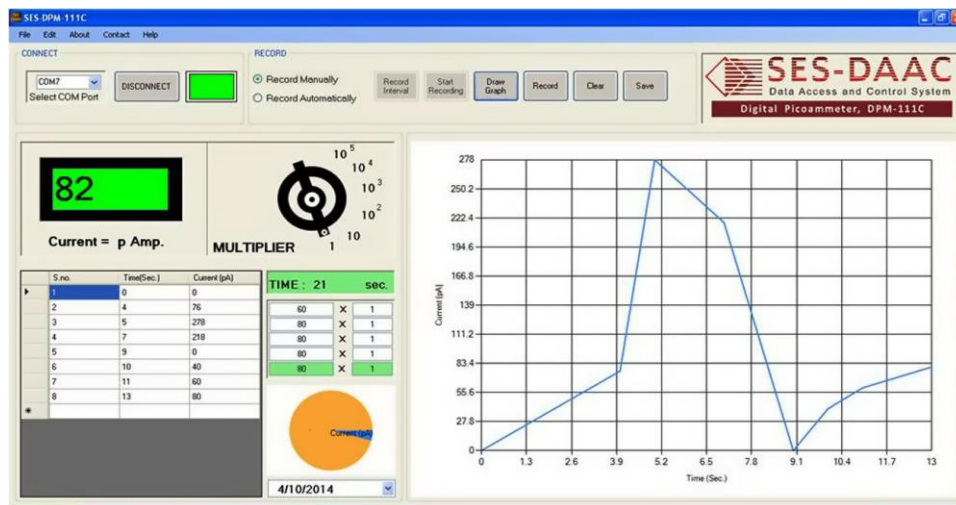 SES-DPM-111C
File Edit About Contact Help
CONNECT
COM7
Select COM Port
DISCONNECT
RECORD
Record Manually
Record Automatically
Record Interval
Start Recording
Draw Graph
Record
Clear
Save
SES-DAAC
Data Access and Control System
Digital Picoammeter, DPM-111C
82
Current = p Amp.
MULTIPLIER
10^5
10^4
10^3
10^2
10
1
S.no. Time(Sec.) Current (pA)
1 0 0
2 4 76
3 5 278
4 7 218
5 9 0
6 10 40
7 11 60
8 13 80
TIME : 21 sec.
60 X 1
80 X 1
80 X 1
80 X 1
80 X 1
Current (pA)
4/10/2014
278
250.2
222.4
194.6
166.8
139
111.2
83.4
55.6
27.8
0
Current (pA)
0 1.3 2.6 3.9 5.2 6.5 7.8 9.1 10.4 11.7 13
Time (Sec.)